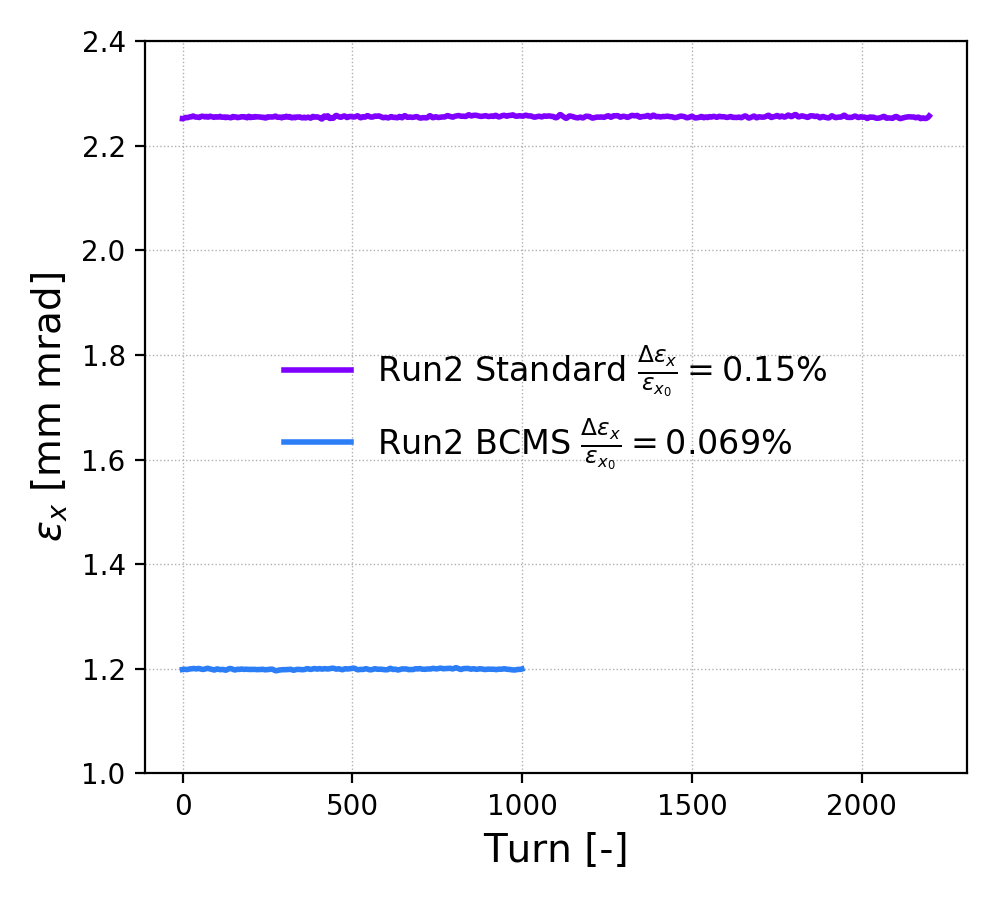 2.4
2.2
2.0
1.8
1.6
1.4
1.2
1.0
εx [mm mrad]
Run2 Standard Δεx/εx0 = 0.15%
Run2 BCMS Δεx/εx0 = 0.069%
0 500 1000 1500 2000
Turn [-]